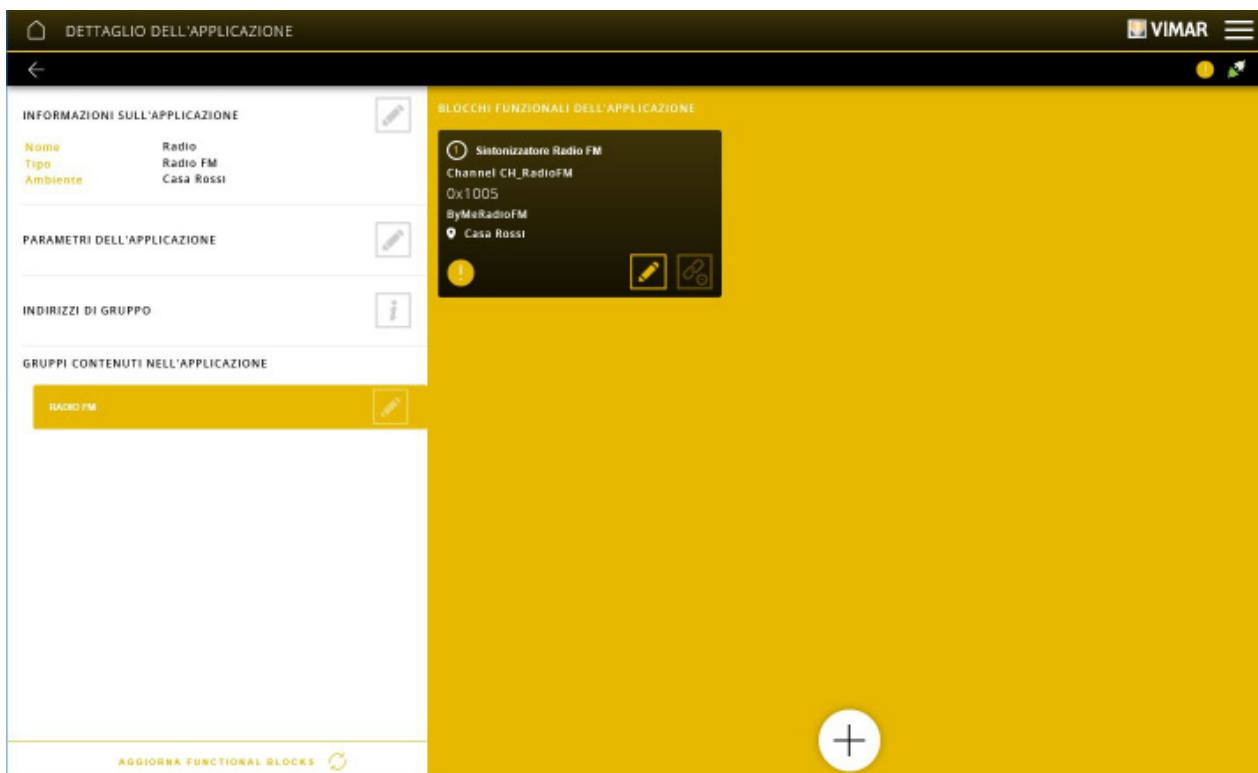 DETTAGLIO DELL'APPLICAZIONE
VIMAR
INFORMAZIONI SULL'APPLICAZIONE
Nome Radio
Tipo Radio FM
Ambiente Casa Rossi
PARAMETRI DELL'APPLICAZIONE
INDIRIZZI DI GRUPPO
i
GRUPPI CONTENUTI NELL'APPLICAZIONE
RADIO FM
AGGIORNA FUNCTIONAL BLOCKS
BLOCCHI FUNZIONALI DELL'APPLICAZIONE
1 Sintonizzatore Radio FM
Channel CH_RadioFM
0x1005
ByMeRadioFM
Casa Rossi